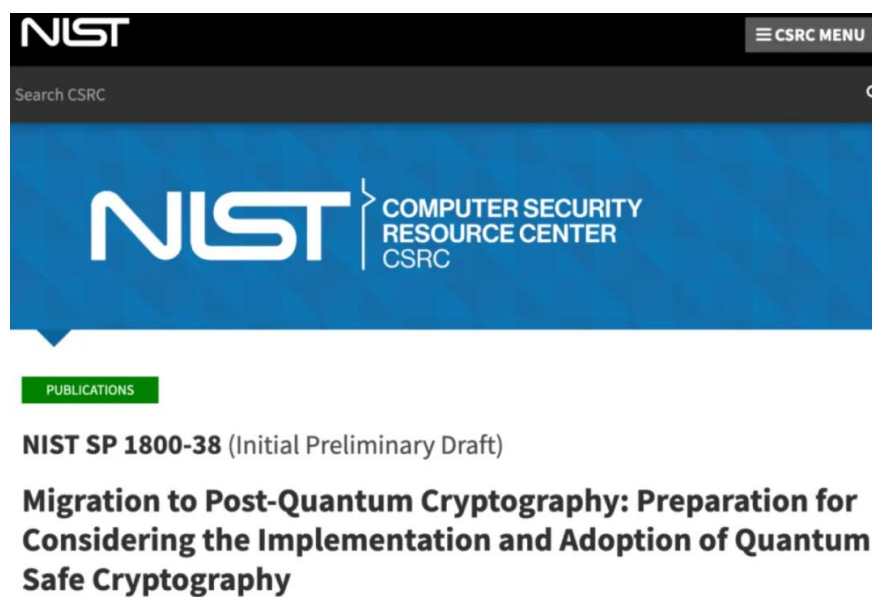 NIST
☰ CSRC MENU
Search CSRC
NIST
COMPUTER SECURITY
RESOURCE CENTER
CSRC
PUBLICATIONS
NIST SP 1800-38 (Initial Preliminary Draft)
Migration to Post-Quantum Cryptography: Preparation for
Considering the Implementation and Adoption of Quantum
Safe Cryptography